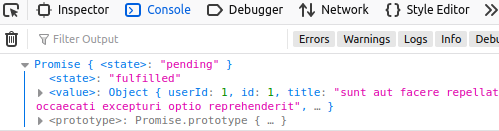 Inspector Console Debugger Network Style Editor
Filter Output Errors Warnings Logs Info Debu
Promise { <state>: "pending" }
<state>: "fulfilled"
<value>: Object { userId: 1, id: 1, title: "sunt aut facere repellat
occaecati excepturi optio reprehenderit", … }
<prototype>: Promise.prototype { … }